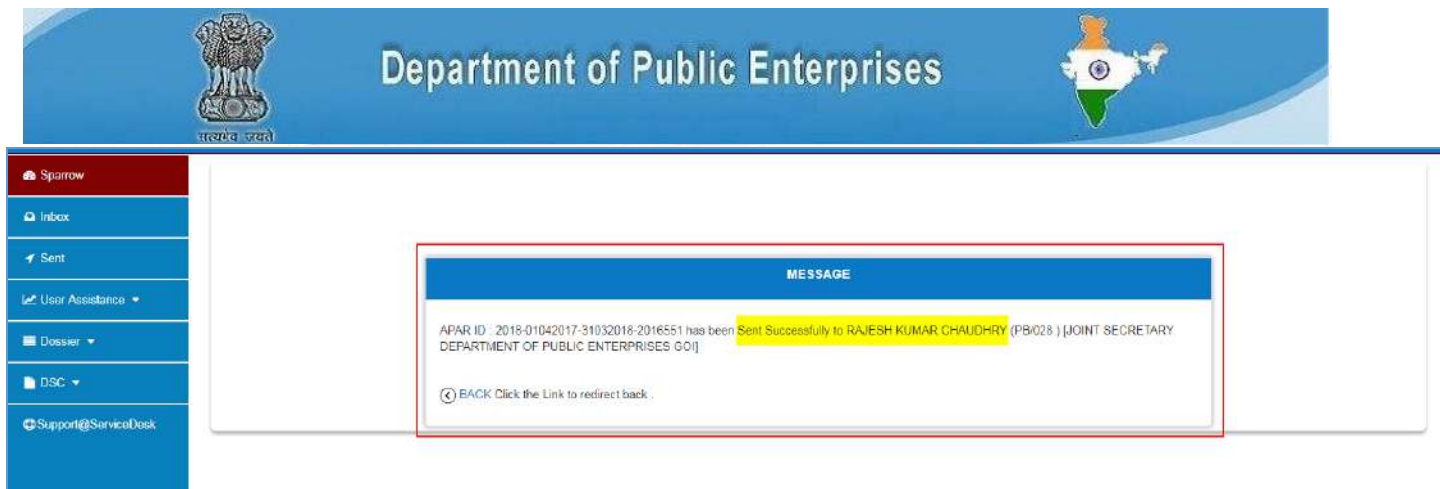 Department of Public Enterprises
सत्यमेव जयते
Sparrow
Inbox
Sent
User Assistance
Dossier
DSC
Support@ServiceDesk
MESSAGE
APAR ID : 2018-01042017-31032018-2016551 has been Sent Successfully to RAJESH KUMAR CHAUDHRY (PB/028 ) [JOINT SECRETARY
DEPARTMENT OF PUBLIC ENTERPRISES GOI]
BACK Click the Link to redirect back .